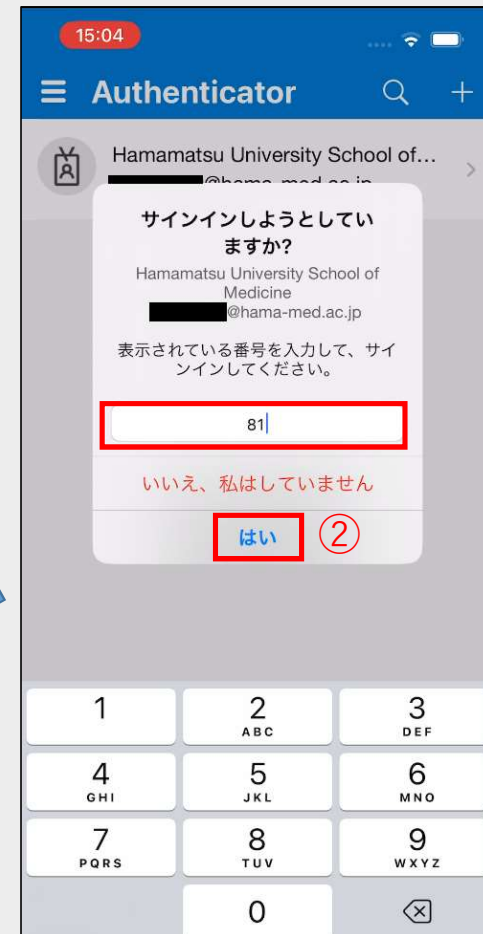 15:04
Authenticator
Hamamatsu University School of...
サインインしようとしてい
ますか?
Hamamatsu University School of
Medicine
@hama-med.ac.jp
表示されている番号を入力して、サイ
ンインしてください。
81
いいえ、私はしていません
はい ②
1 2 3
ABC DEF
4 5 6
GHI JKL MNO
7 8 9
PQRS TUV WXYZ
0